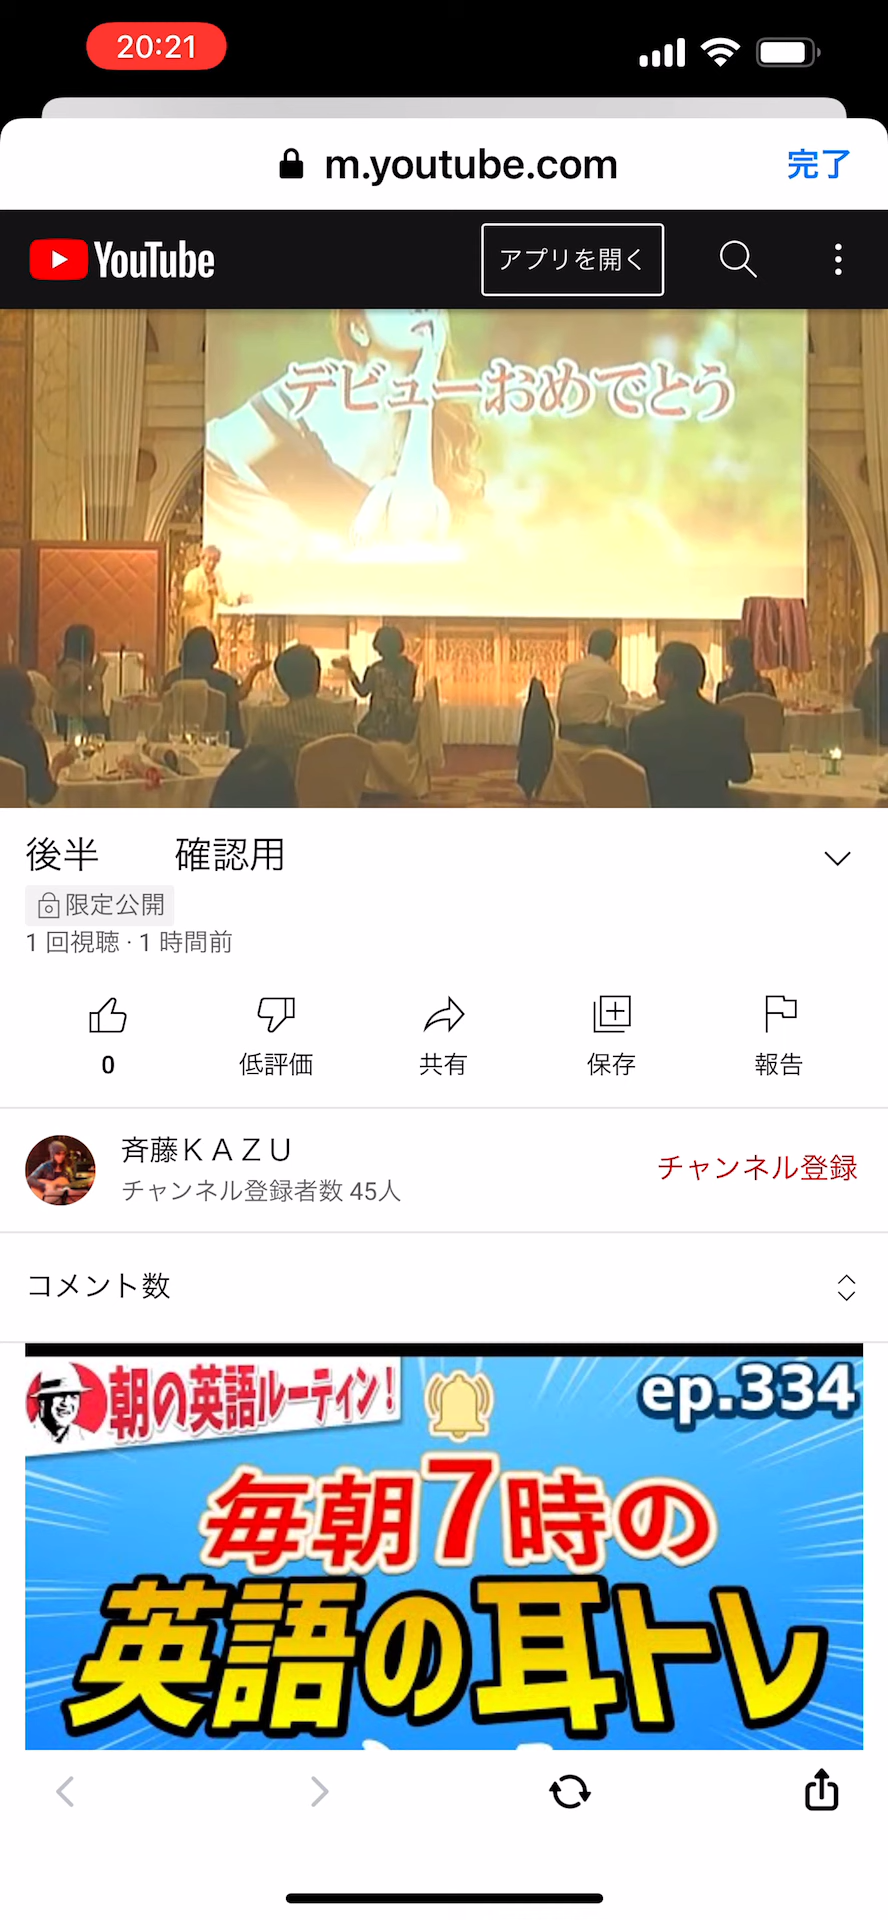 20:21
m.youtube.com 完了
YouTube アプリを開く
デビューおめでとう
後半 確認用
限定公開
1 回視聴・1 時間前
0 低評価 共有 保存 報告
斉藤ＫＡＺＵ
チャンネル登録者数 45人
チャンネル登録
コメント数
朝の英語ルーティン！
ep.334
毎朝7時の
英語の耳トレ